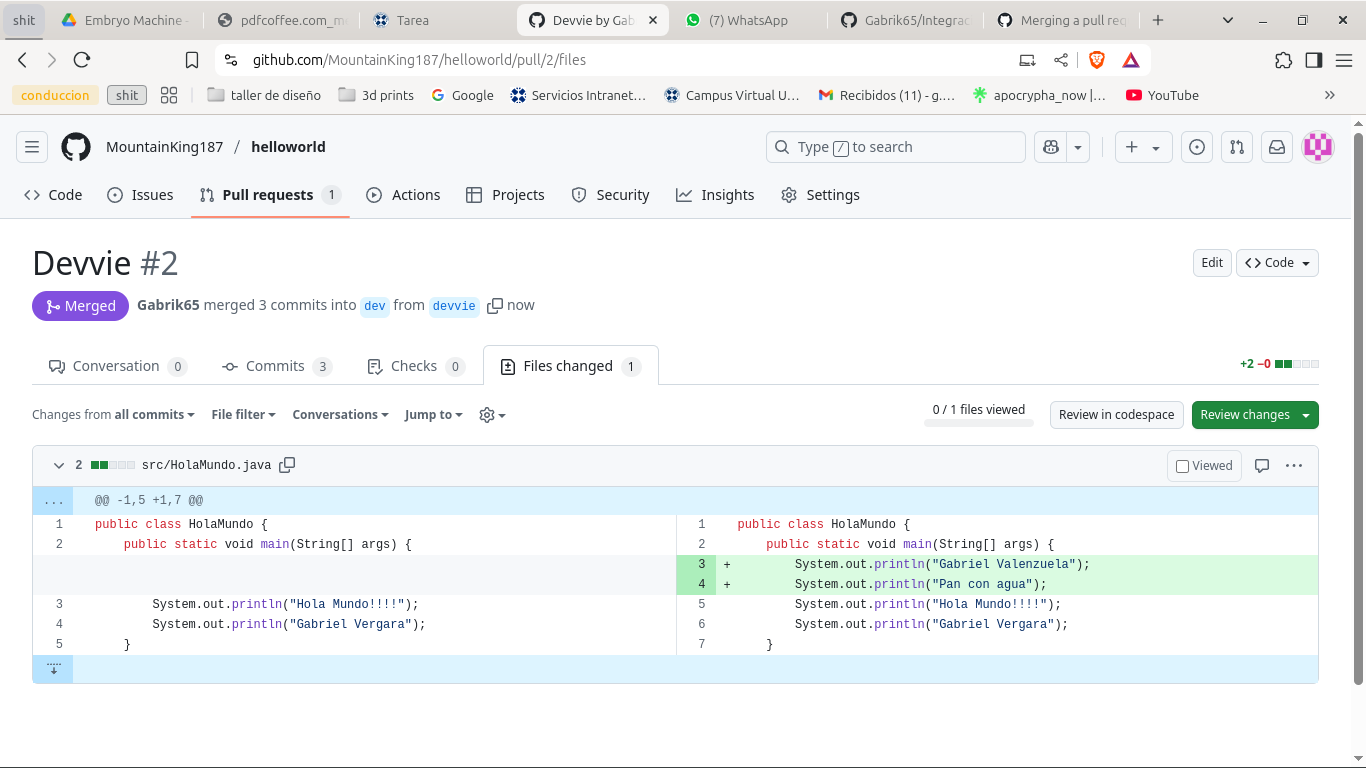 shit
Embryo Machine -
pdfcoffee.com_m
Tarea
Devvie by Gab
(7) WhatsApp
Gabrik65/Integrac
Merging a pull req
github.com/MountainKing187/helloworld/pull/2/files
conduccion
shit
taller de diseño
3d prints
Google
Servicios Intranet…
Campus Virtual U…
Recibidos (11) - g.…
apocrypha_now |…
YouTube
MountainKing187 / helloworld
Type / to search
Code
Issues
Pull requests 1
Actions
Projects
Security
Insights
Settings
Devvie #2
Edit
Code
Merged
Gabrik65 merged 3 commits into dev from devvie now
Conversation 0
Commits 3
Checks 0
Files changed 1
+2 −0
Changes from all commits
File filter
Conversations
Jump to
0 / 1 files viewed
Review in codespace
Review changes
2 src/HolaMundo.java
Viewed
@@ -1,5 +1,7 @@
1 public class HolaMundo {
2 public static void main(String[] args) {
3 System.out.println("Hola Mundo!!!!");
4 System.out.println("Gabriel Vergara");
5 }
1 public class HolaMundo {
2 public static void main(String[] args) {
3 + System.out.println("Gabriel Valenzuela");
4 + System.out.println("Pan con agua");
5 System.out.println("Hola Mundo!!!!");
6 System.out.println("Gabriel Vergara");
7 }